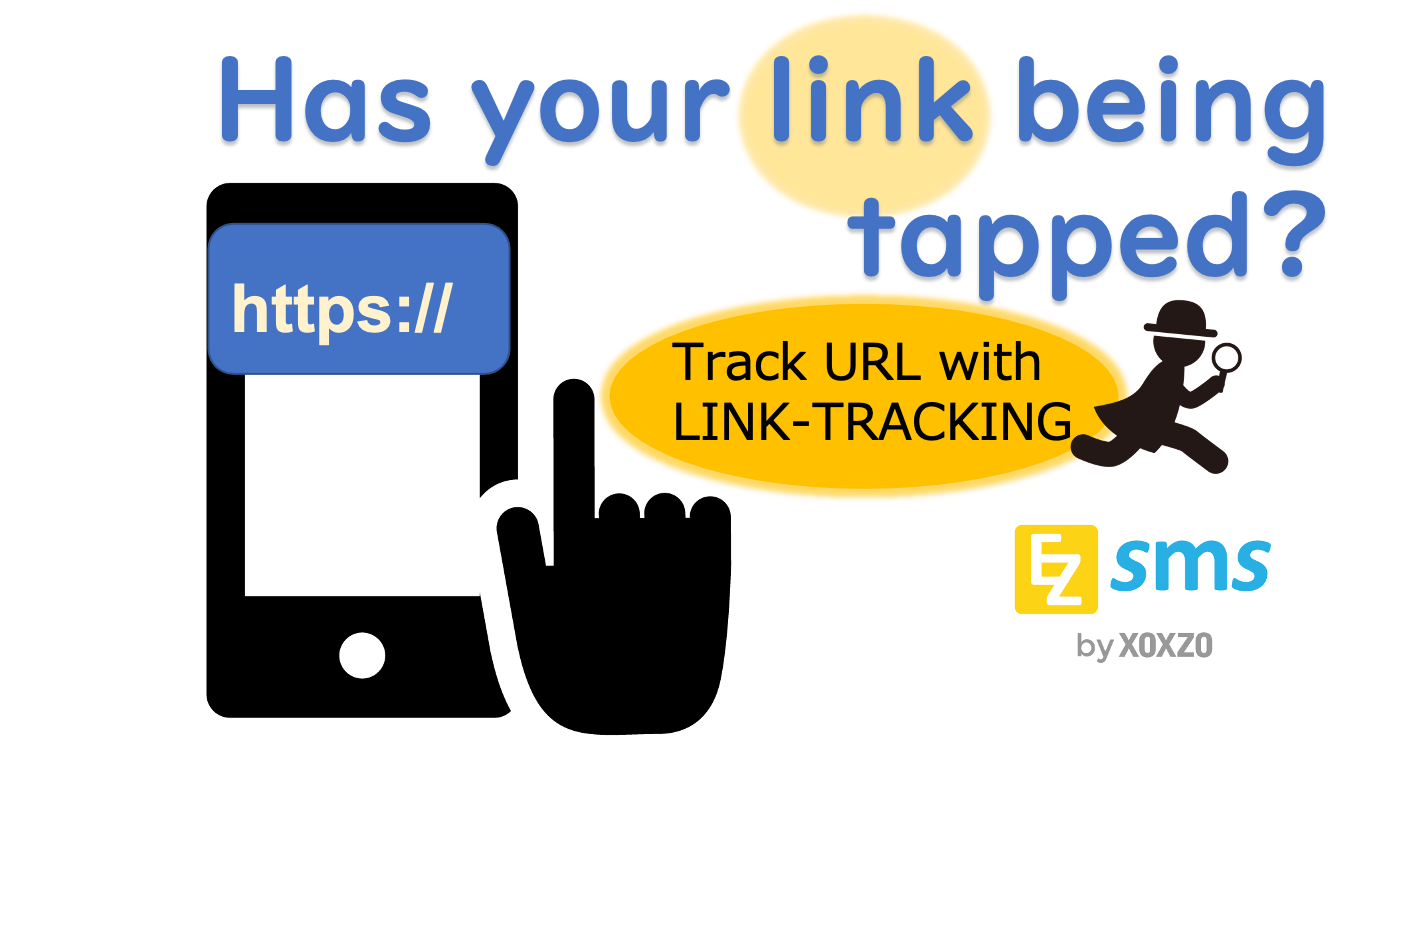 Has your link being
tapped?
https://
Track URL with
LINK-TRACKING
EZ sms
by XOXZO